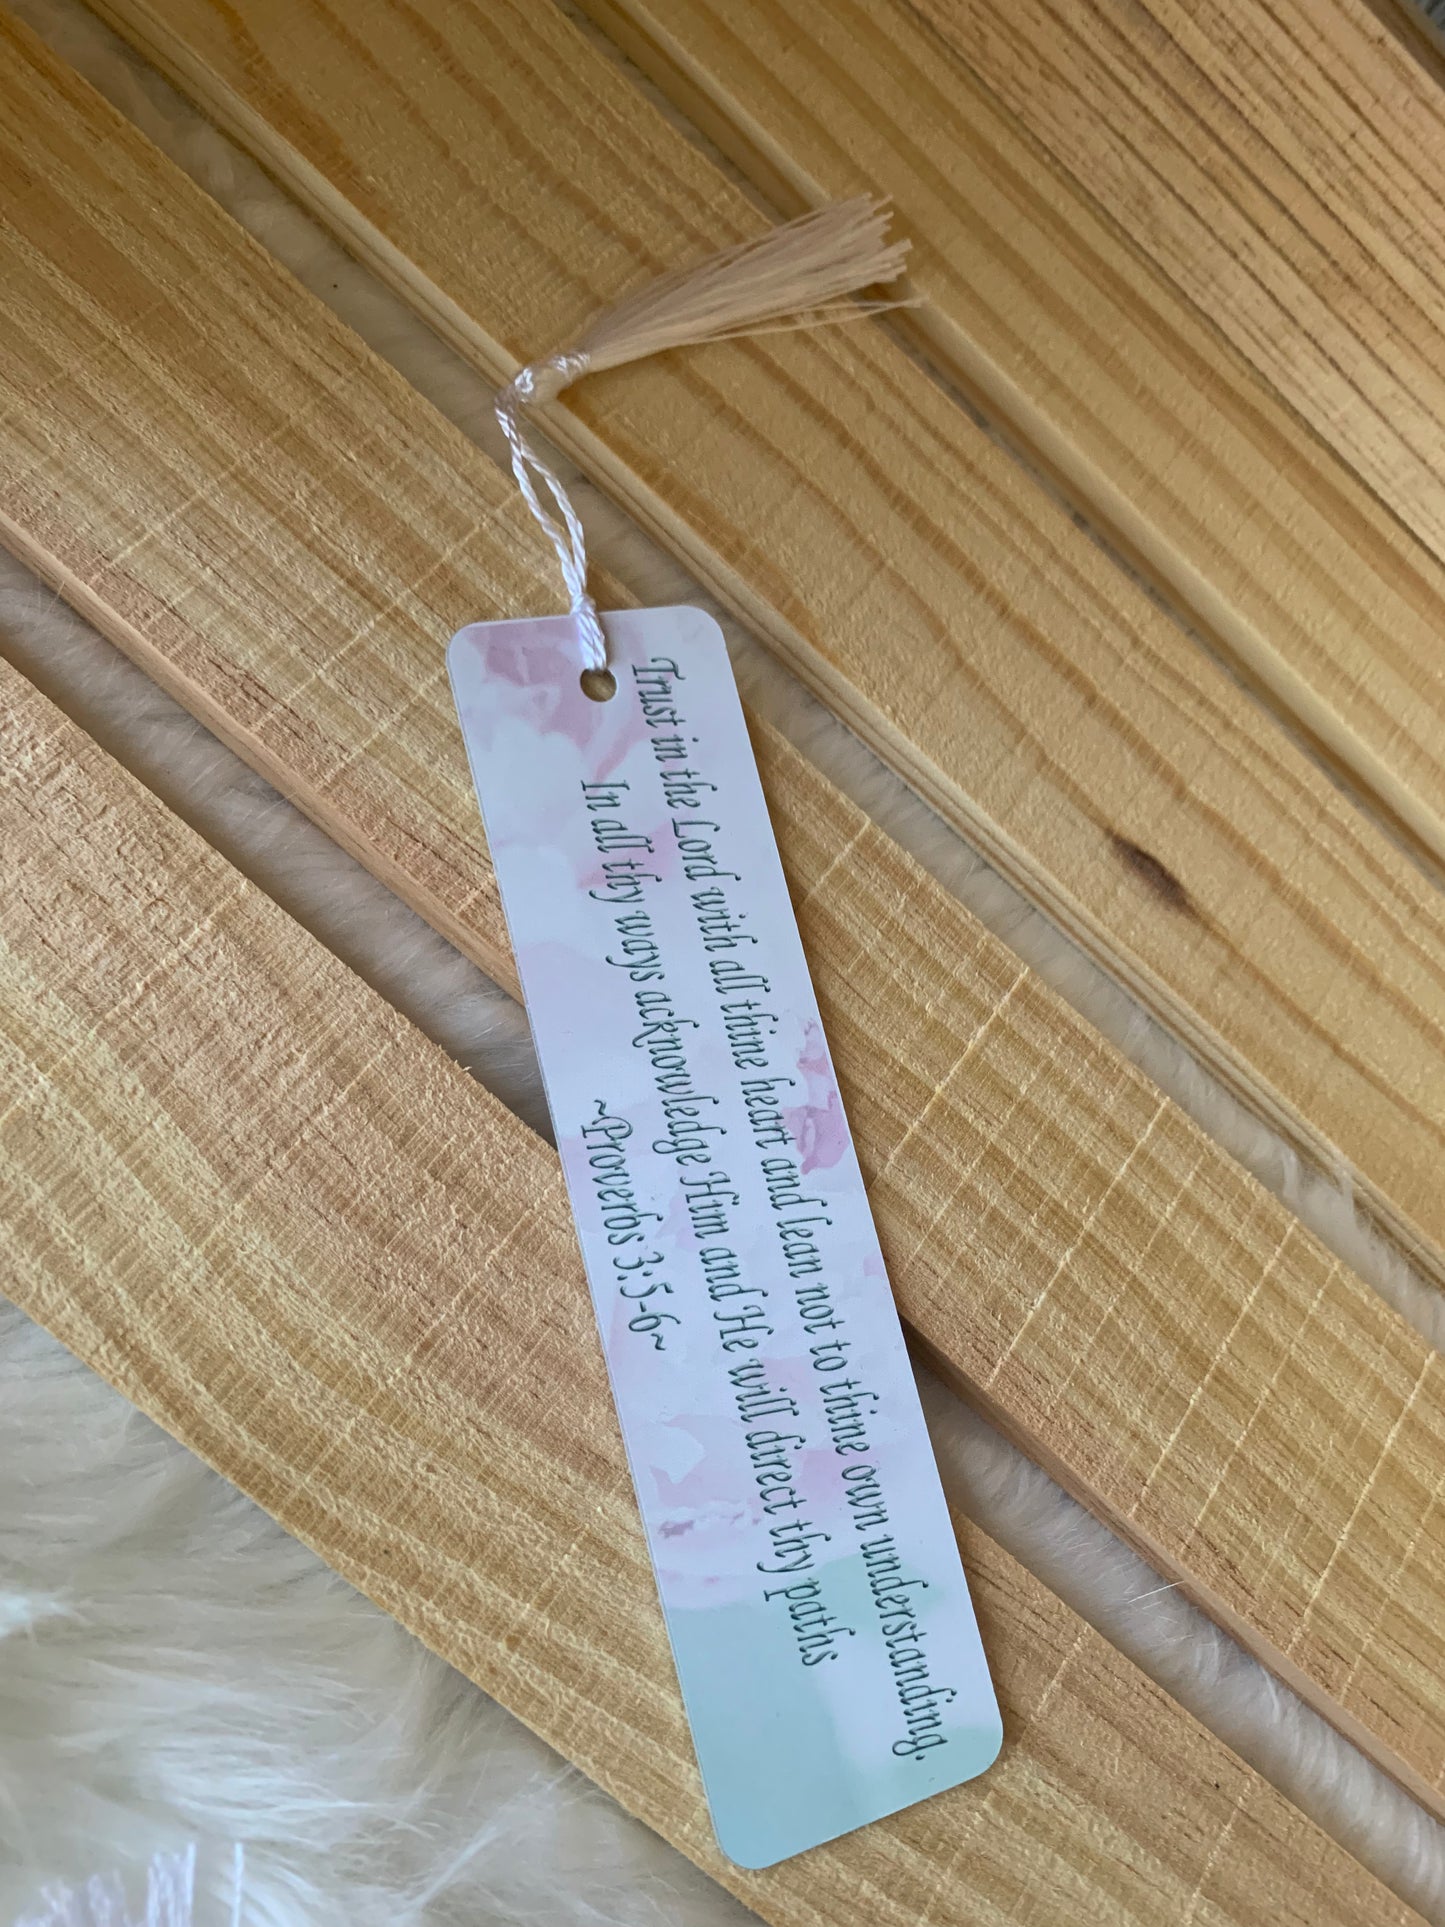 Trust in the Lord with all thine heart and lean not to thine own understanding.
In all thy ways acknowledge Him and He will direct thy paths
~Proverbs 3:5-6~